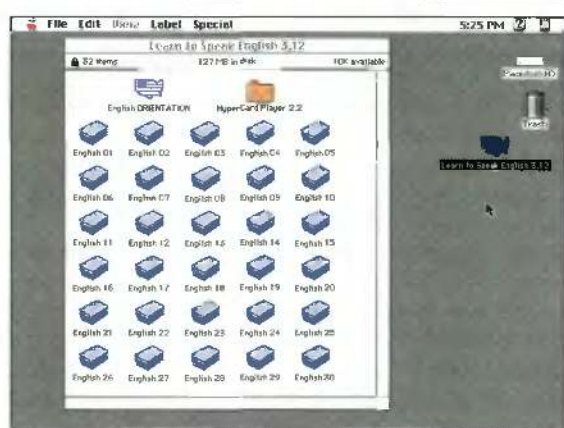 File Edit View Label Special 5:25 PM
Learn to Speak English 3.12
32 items 627 MB in disk 10K available
English ORIENTATION HyperCard Player 2.2
English 01 English 02 English 03 English 04 English 05
English 06 English 07 English 08 English 09 English 10
English 11 English 12 English 13 English 14 English 15
English 16 English 17 English 18 English 19 English 20
English 21 English 22 English 23 English 24 English 25
English 26 English 27 English 28 English 29 English 30
Macintosh HD
Trash
Learn to Speak English 3.12